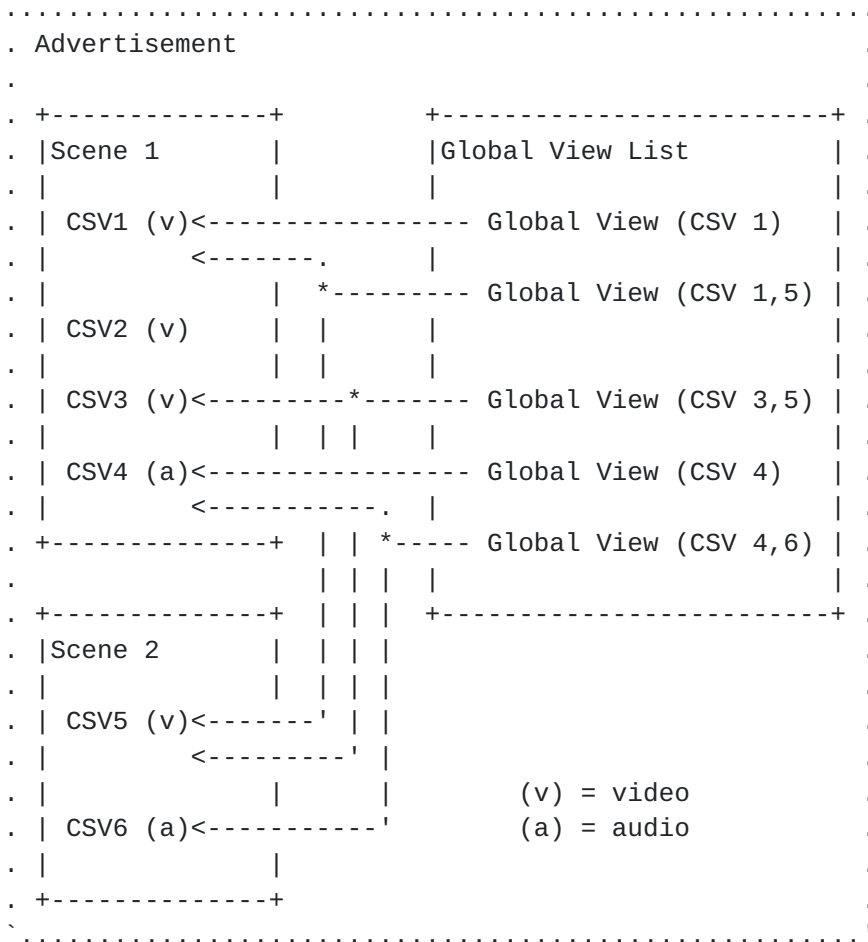 Advertisement
Scene 1
Global View List
CSV1 (v)<----------------- Global View (CSV 1)
*--------- Global View (CSV 1,5)
CSV2 (v)
CSV3 (v)<---------*------- Global View (CSV 3,5)
CSV4 (a)<----------------- Global View (CSV 4)
*----- Global View (CSV 4,6)
Scene 2
CSV5 (v)
(v) = video
CSV6 (a)
(a) = audio